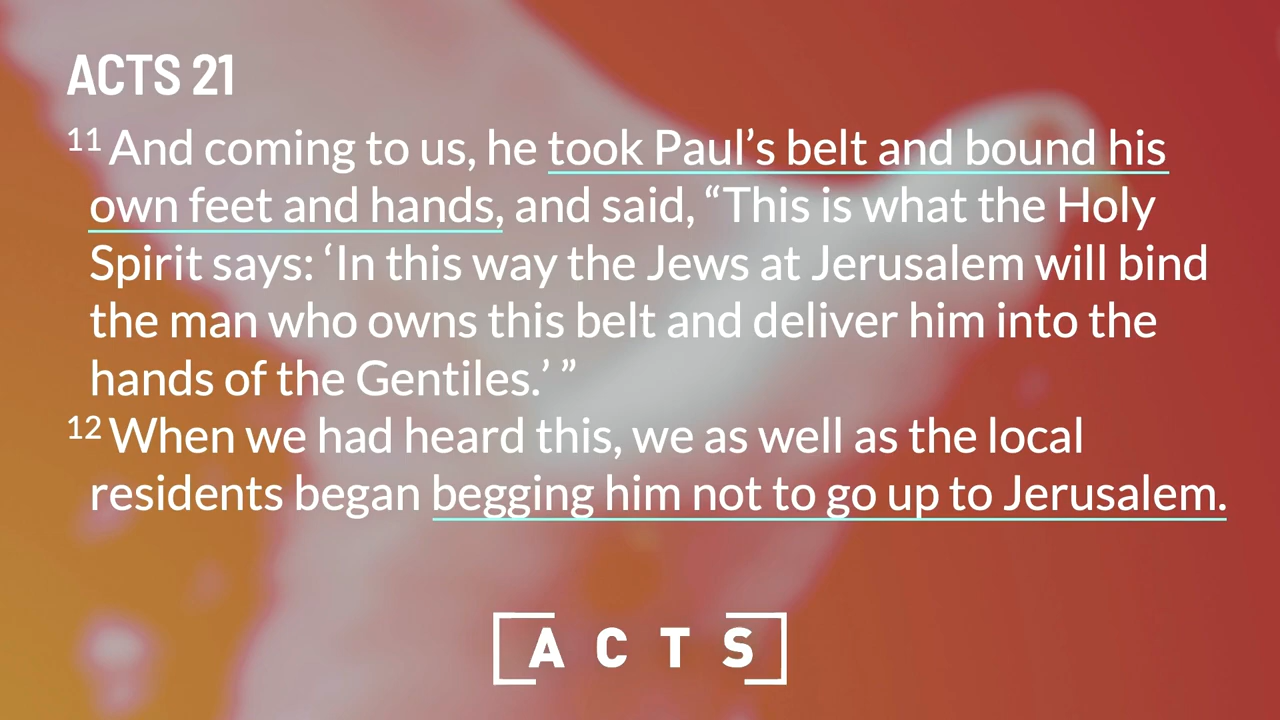 ACTS 21
11 And coming to us, he took Paul’s belt and bound his
own feet and hands, and said, “This is what the Holy
Spirit says: ‘In this way the Jews at Jerusalem will bind
the man who owns this belt and deliver him into the
hands of the Gentiles.’ ”
12 When we had heard this, we as well as the local
residents began begging him not to go up to Jerusalem.
ACTS